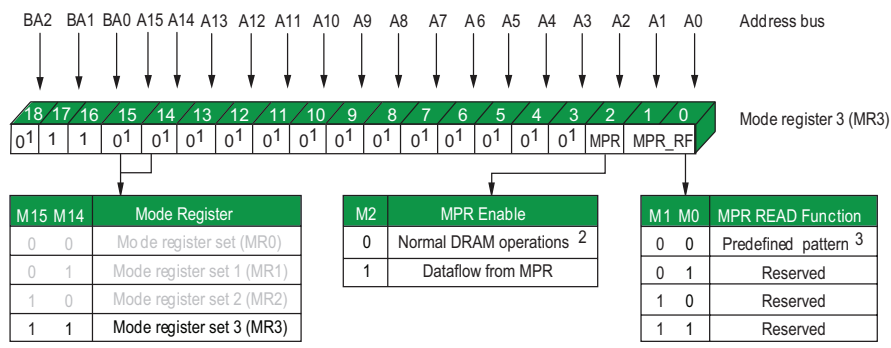 BA2 BA1 BA0 A15 A14 A13 A12 A11 A10 A9 A8 A7 A6 A5 A4 A3 A2 A1 A0 Address bus
18 17 16 15 14 13 12 11 10 9 8 7 6 5 4 3 2 1 0
Mode register 3 (MR3)
0¹ 1 1 0¹ 0¹ 0¹ 0¹ 0¹ 0¹ 0¹ 0¹ 0¹ 0¹ 0¹ 0¹ 0¹ MPR MPR_RF
M15 M14 Mode Register
0 0 Mode register set (MR0)
0 1 Mode register set 1 (MR1)
1 0 Mode register set 2 (MR2)
1 1 Mode register set 3 (MR3)
M2 MPR Enable
0 Normal DRAM operations 2
1 Dataflow from MPR
M1 M0 MPR READ Function
0 0 Predefined pattern 3
0 1 Reserved
1 0 Reserved
1 1 Reserved